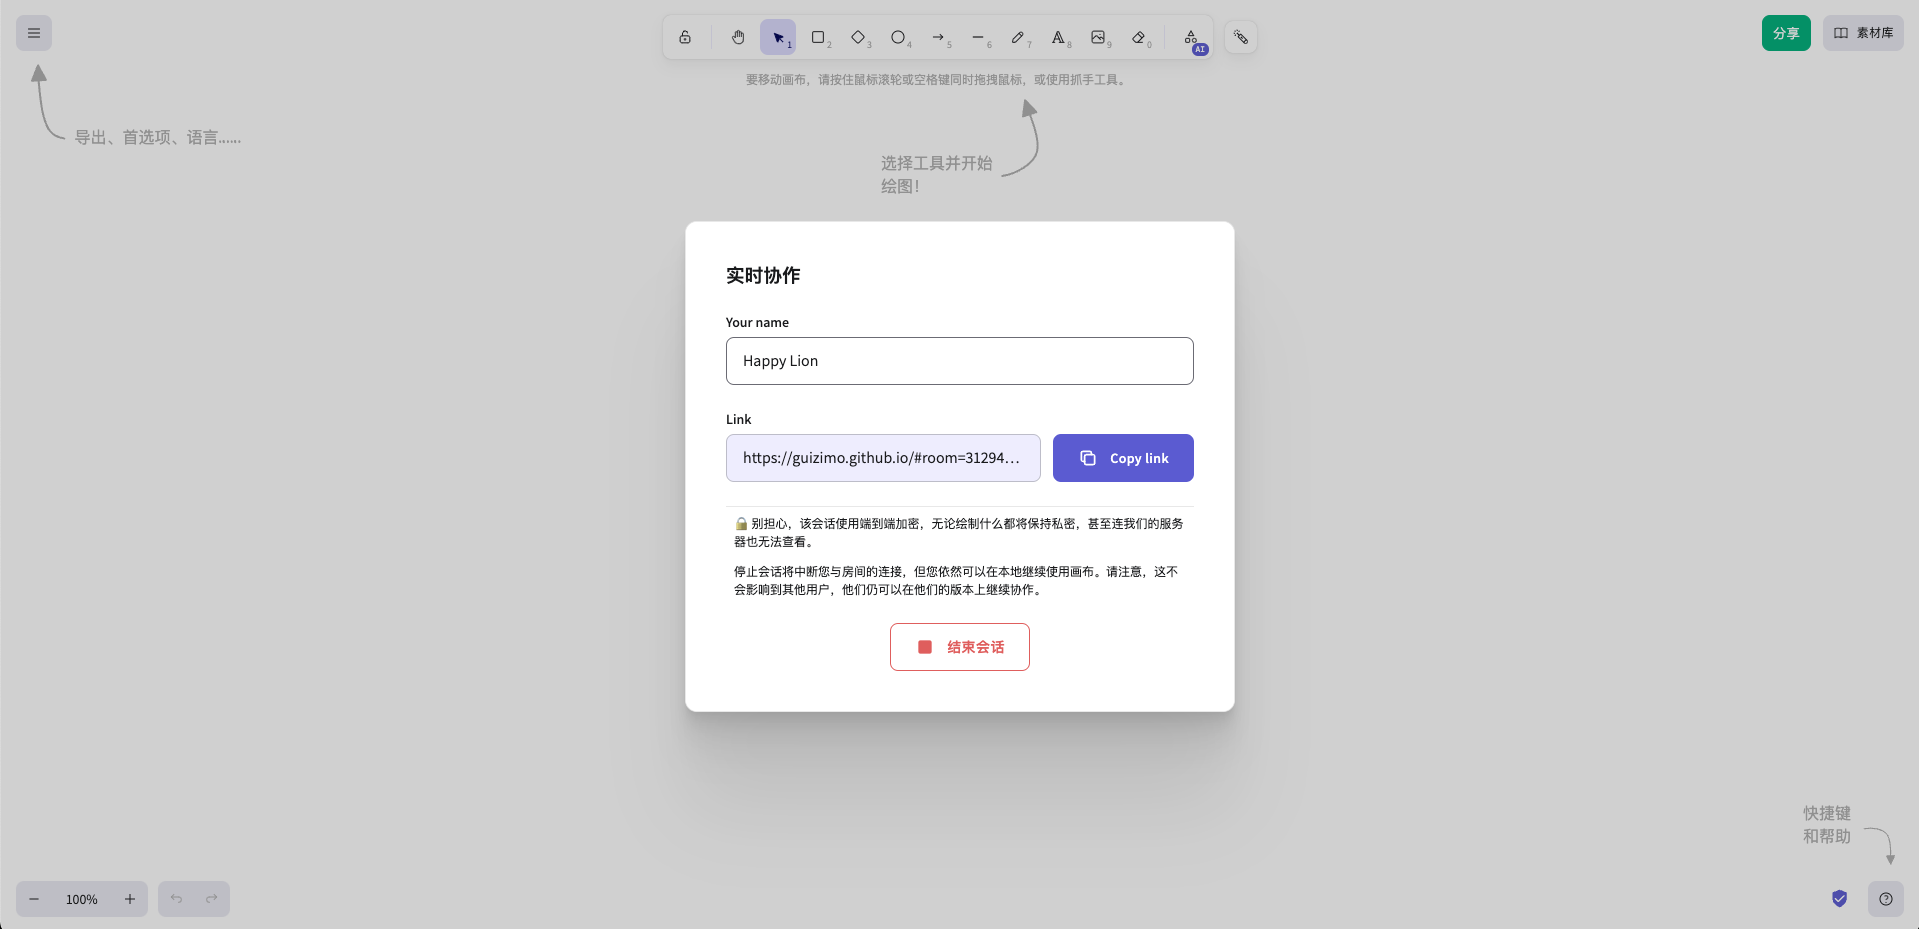 1
2
3
4
5
6
7
8
9
0
AI
分享
素材库
要移动画布，请按住鼠标滚轮或空格键同时拖拽鼠标，或使用抓手工具。
导出、首选项、语言……
选择工具并开始
绘图！
实时协作
Your name
Happy Lion
Link
https://guizimo.github.io/#room=31294…
Copy link
🔒 别担心，该会话使用端到端加密，无论绘制什么都将保持私密，甚至连我们的服务
器也无法查看。
停止会话将中断您与房间的连接，但您依然可以在本地继续使用画布。请注意，这不
会影响到其他用户，他们仍可以在他们的版本上继续协作。
结束会话
快捷键
和帮助
100%